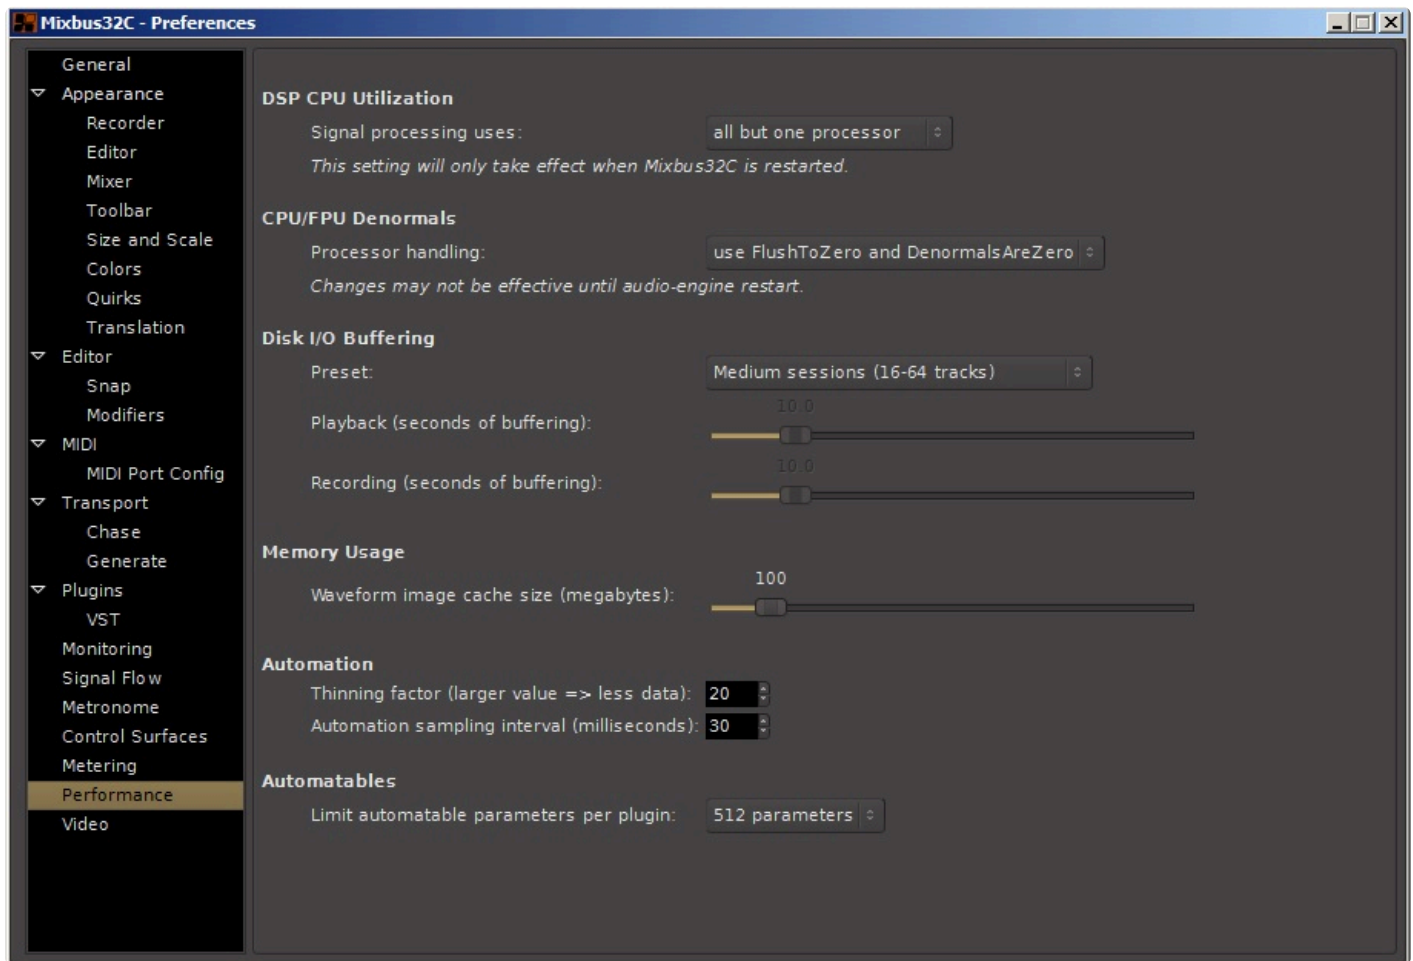 Mixbus32C - Preferences
General
Appearance
Recorder
Editor
Mixer
Toolbar
Size and Scale
Colors
Quirks
Translation
Editor
Snap
Modifiers
MIDI
MIDI Port Config
Transport
Chase
Generate
Plugins
VST
Monitoring
Signal Flow
Metronome
Control Surfaces
Metering
Performance
Video
DSP CPU Utilization
Signal processing uses: all but one processor
This setting will only take effect when Mixbus32C is restarted.
CPU/FPU Denormals
Processor handling: use FlushToZero and DenormalsAreZero
Changes may not be effective until audio-engine restart.
Disk I/O Buffering
Preset: Medium sessions (16-64 tracks)
10.0
Playback (seconds of buffering):
10.0
Recording (seconds of buffering):
Memory Usage
100
Waveform image cache size (megabytes):
Automation
Thinning factor (larger value => less data): 20
Automation sampling interval (milliseconds): 30
Automatables
Limit automatable parameters per plugin: 512 parameters